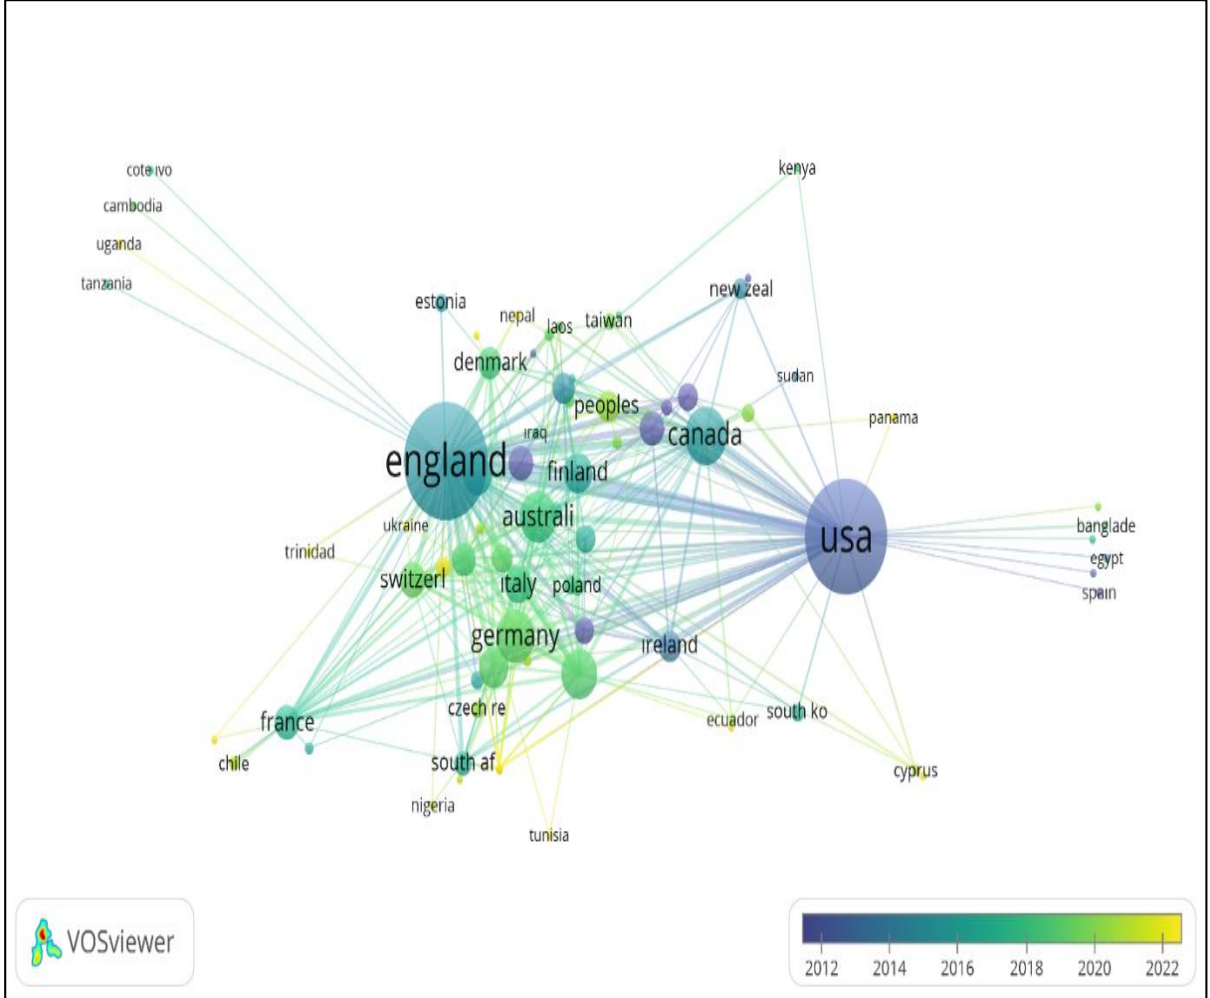 cote ivo
kenya
cambodia
uganda
tanzania
new zeal
estonia
nepal
laos
taiwan
denmark
sudan
peoples
panama
iraq
canada
england
finland
australi
ukraine
usa
banglade
trinidad
egypt
switzerl
italy
poland
spain
germany
ireland
czech re
ecuador
south ko
france
chile
south af
cyprus
nigeria
tunisia
VOSviewer
2012 2014 2016 2018 2020 2022